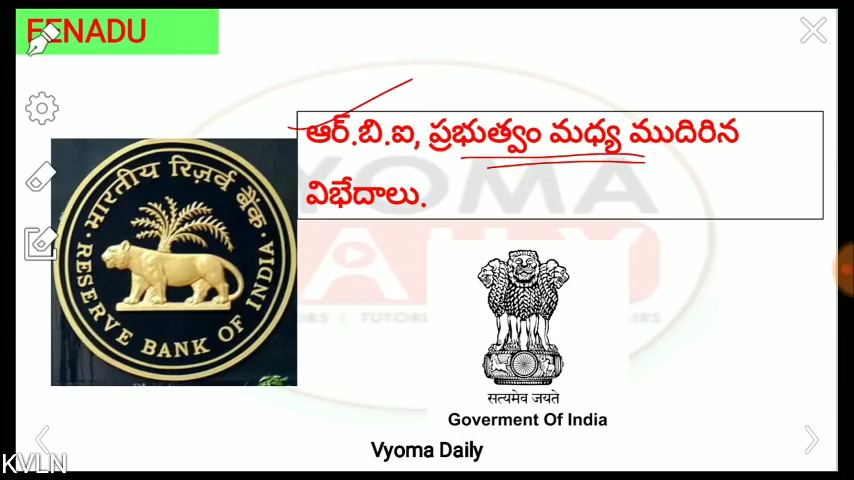 EENADU
ఆర్.బి.ఐ, ప్రభుత్వం మధ్య ముదిరిన
విభేదాలు.
भारतीय रिज़र्व बैंक
RESERVE BANK OF INDIA
सत्यमेव जयते
Goverment Of India
Vyoma Daily
KVLN